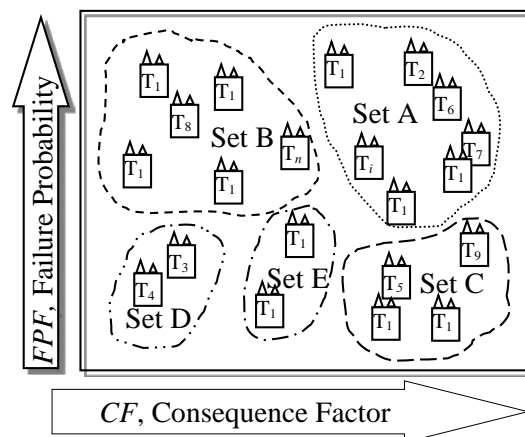 FPF, Failure Probability
T1
T1
T8
Set B
Tn
T1
T1
T1
T2
T6
Set A
T7
Ti
T1
T1
T3
T4
Set D
T1
Set E
T1
T9
T5
Set C
T1
T1
CF, Consequence Factor